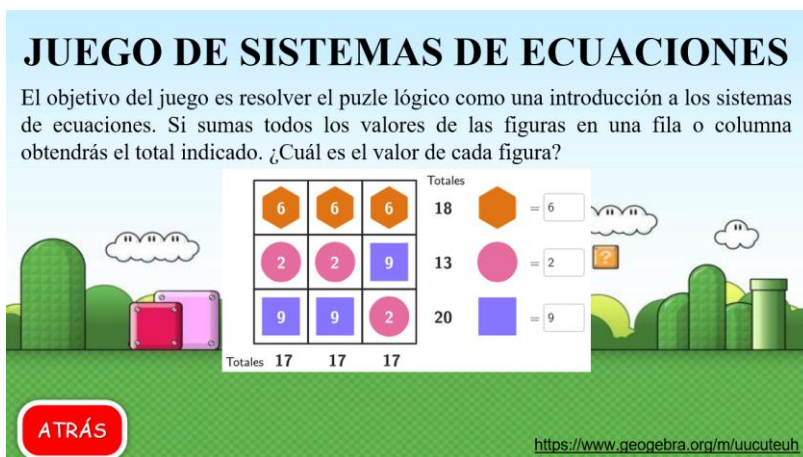 JUEGO DE SISTEMAS DE ECUACIONES
El objetivo del juego es resolver el puzle lógico como una introducción a los sistemas
de ecuaciones. Si sumas todos los valores de las figuras en una fila o columna
obtendrás el total indicado. ¿Cuál es el valor de cada figura?
Totales
6 6 6 18 = 6
2 2 9 13 = 2
?
9 9 2 20 = 9
Totales 17 17 17
ATRÁS
https://www.geogebra.org/m/uucuteuh